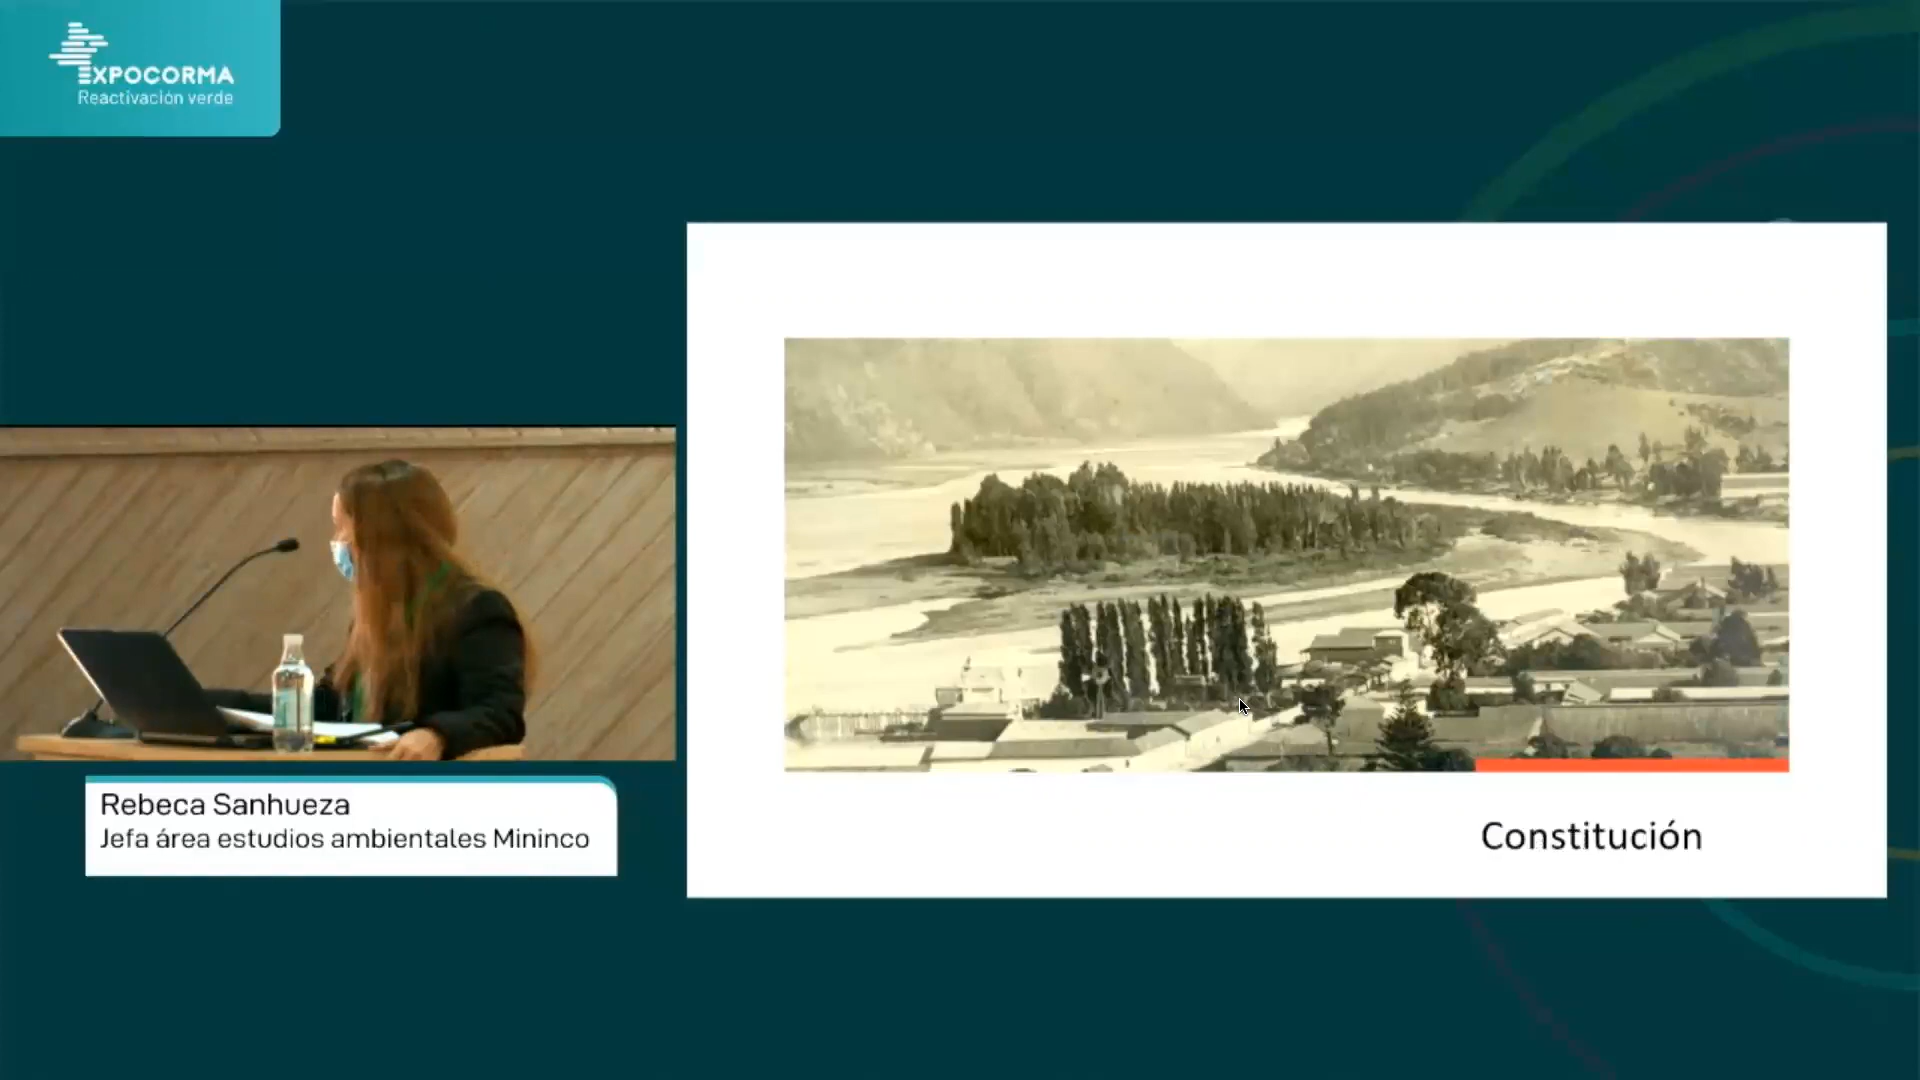 EXPOCORMA
Reactivación verde
Rebeca Sanhueza
Jefa área estudios ambientales Mininco
Constitución